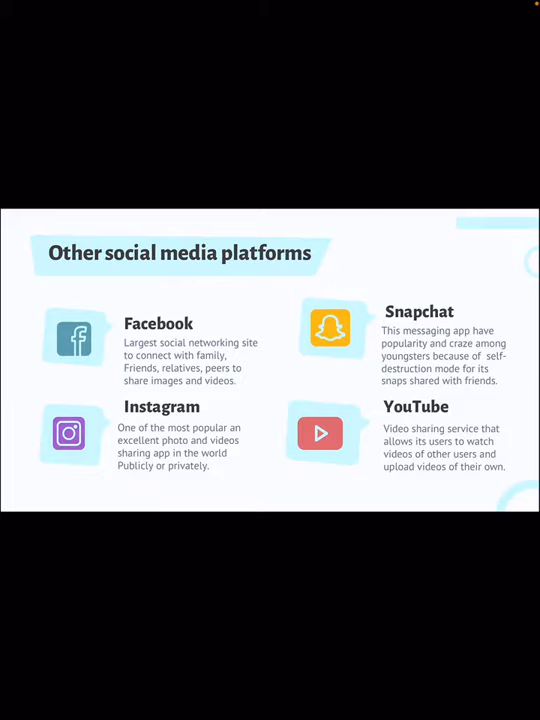 Other social media platforms
Facebook
Largest social networking site
to connect with family,
Friends, relatives, peers to
share images and videos.
Snapchat
This messaging app have
popularity and craze among
youngsters because of self-
destruction mode for its
snaps shared with friends.
Instagram
One of the most popular an
excellent photo and videos
sharing app in the world
Publicly or privately.
YouTube
Video sharing service that
allows its users to watch
videos of other users and
upload videos of their own.